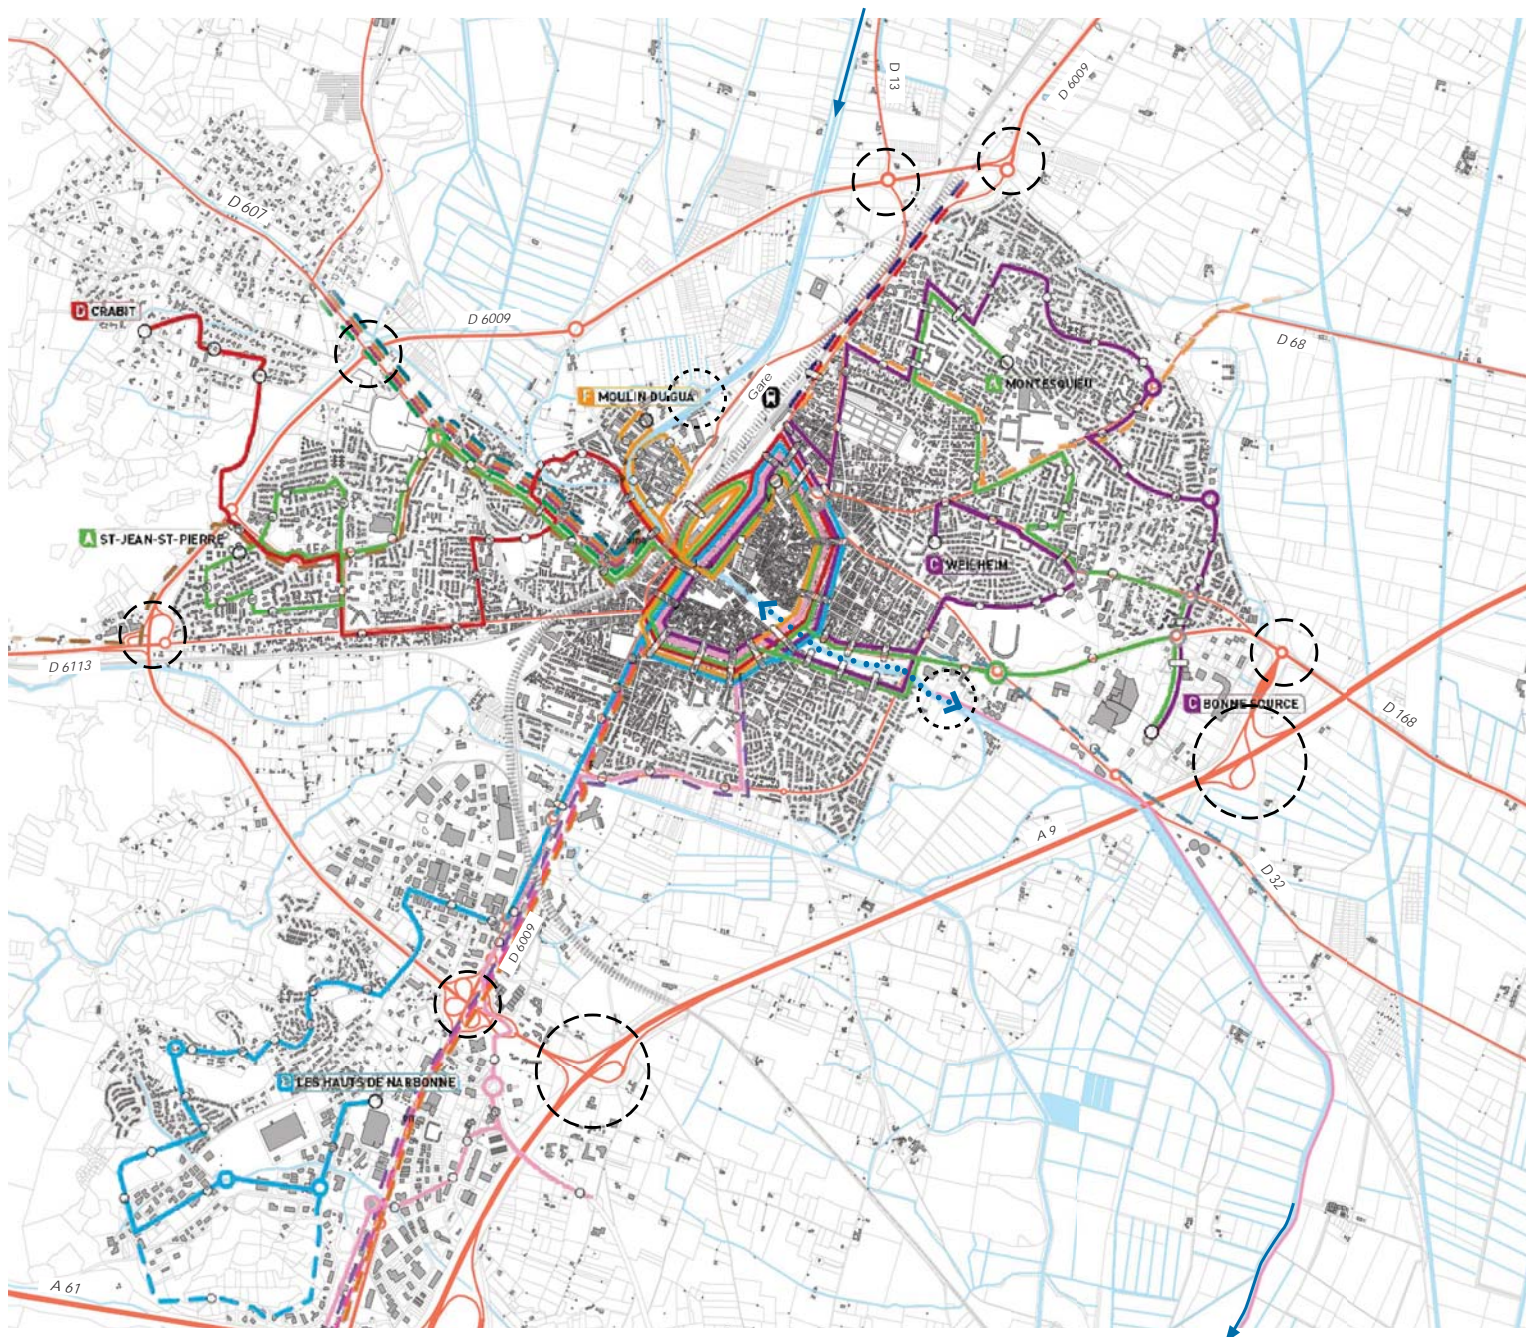 D 13
D 6009
D 607
D CRABIT
D 6009
D 68
Gare
F MOULIN DU GUA
A MONTESQUIEU
A ST-JEAN-ST-PIERRE
C WEILHEIM
D 6113
C BONNE SOURCE
D 168
A 9
D 32
D 6009
LES HAUTS DE NARBONNE
A 61